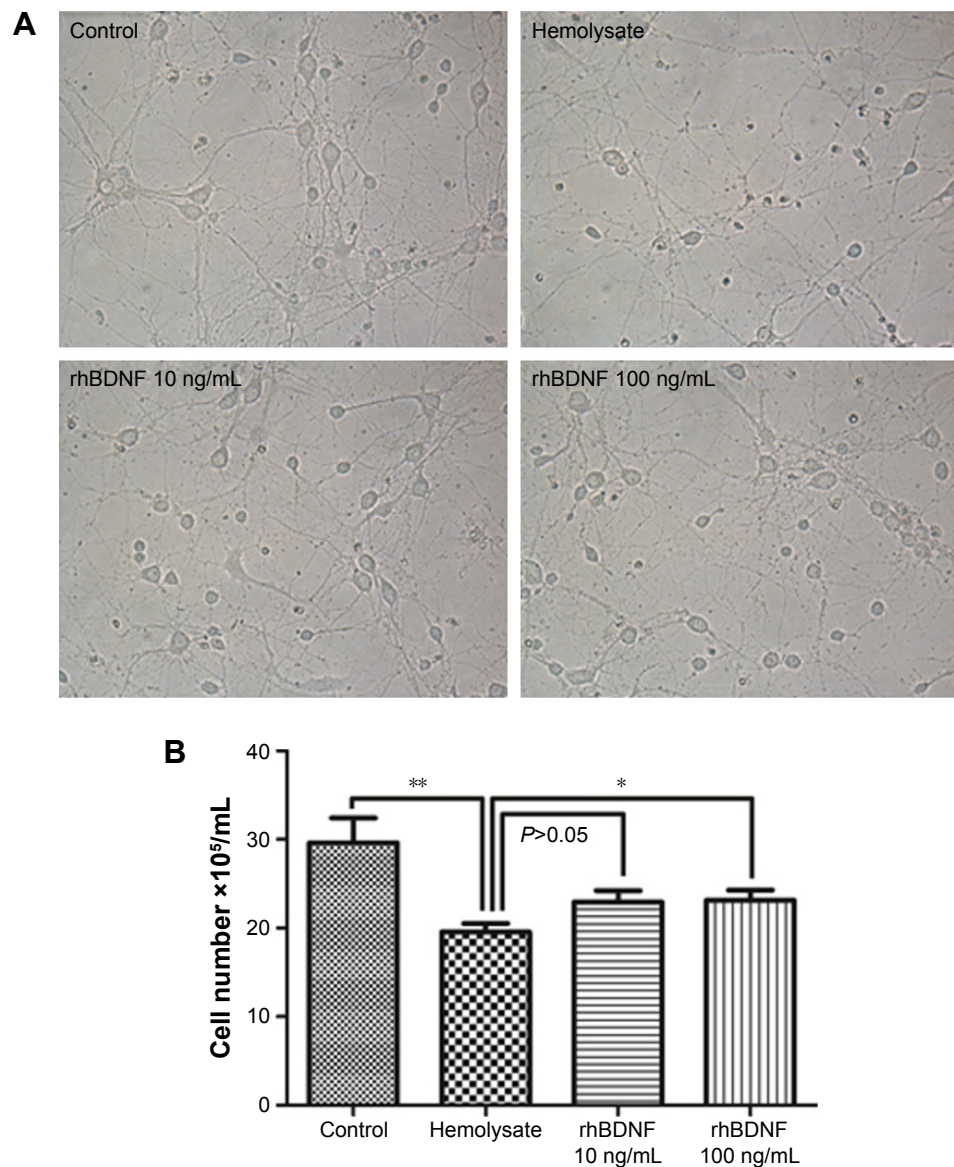 A
Control
Hemolysate
rhBDNF 10 ng/mL
rhBDNF 100 ng/mL
B
Cell number ×10⁵/mL
40
30
20
10
0
**
*
P>0.05
Control
Hemolysate
rhBDNF
10 ng/mL
rhBDNF
100 ng/mL